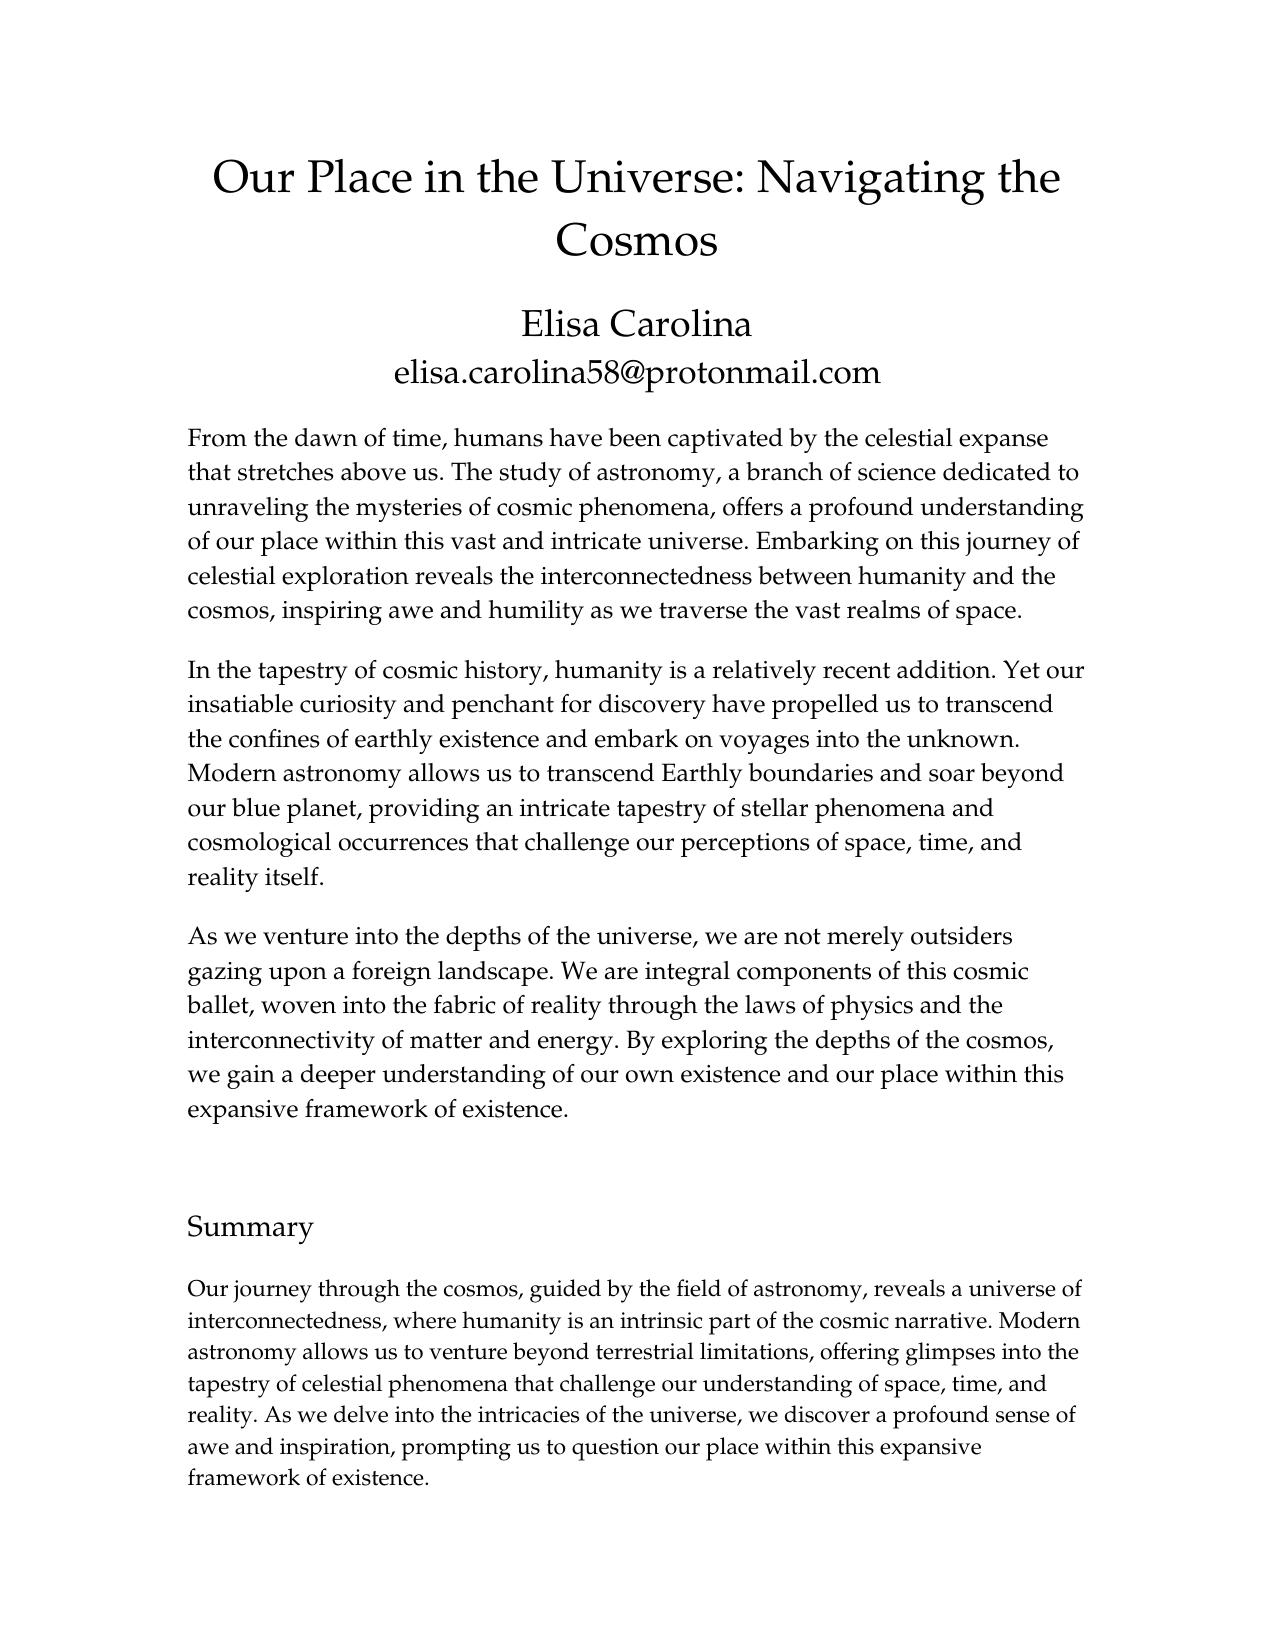 Our Place in the Universe: Navigating the
Cosmos
Elisa Carolina
elisa.carolina58@protonmail.com
From the dawn of time, humans have been captivated by the celestial expanse
that stretches above us. The study of astronomy, a branch of science dedicated to
unraveling the mysteries of cosmic phenomena, offers a profound understanding
of our place within this vast and intricate universe. Embarking on this journey of
celestial exploration reveals the interconnectedness between humanity and the
cosmos, inspiring awe and humility as we traverse the vast realms of space.
In the tapestry of cosmic history, humanity is a relatively recent addition. Yet our
insatiable curiosity and penchant for discovery have propelled us to transcend
the confines of earthly existence and embark on voyages into the unknown.
Modern astronomy allows us to transcend Earthly boundaries and soar beyond
our blue planet, providing an intricate tapestry of stellar phenomena and
cosmological occurrences that challenge our perceptions of space, time, and
reality itself.
As we venture into the depths of the universe, we are not merely outsiders
gazing upon a foreign landscape. We are integral components of this cosmic
ballet, woven into the fabric of reality through the laws of physics and the
interconnectivity of matter and energy. By exploring the depths of the cosmos,
we gain a deeper understanding of our own existence and our place within this
expansive framework of existence.
Summary
Our journey through the cosmos, guided by the field of astronomy, reveals a universe of
interconnectedness, where humanity is an intrinsic part of the cosmic narrative. Modern
astronomy allows us to venture beyond terrestrial limitations, offering glimpses into the
tapestry of celestial phenomena that challenge our understanding of space, time, and
reality. As we delve into the intricacies of the universe, we discover a profound sense of
awe and inspiration, prompting us to question our place within this expansive
framework of existence.